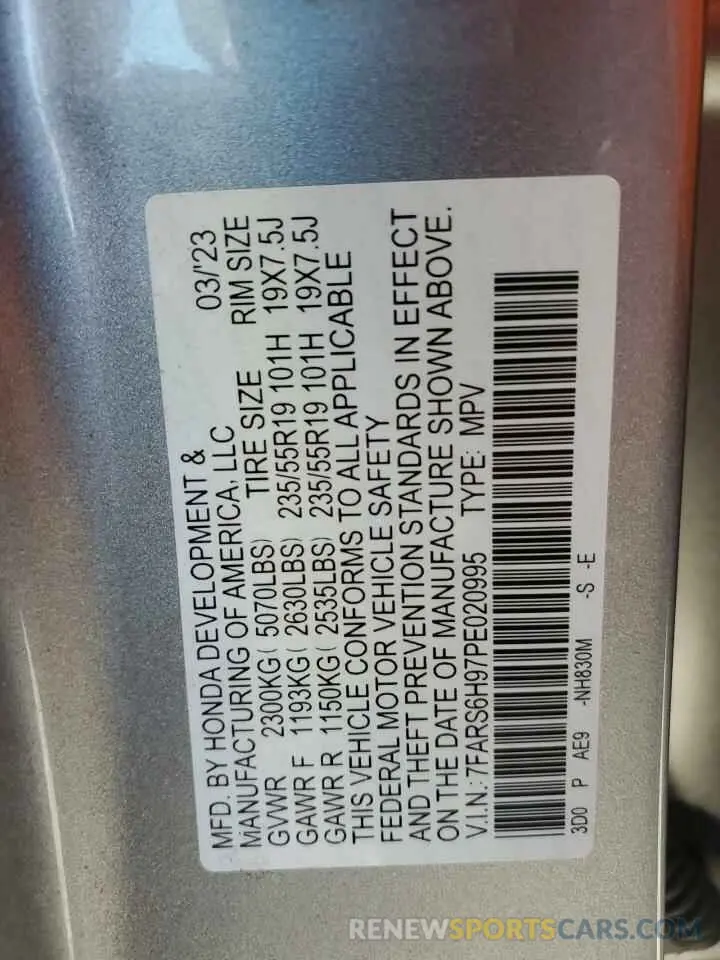 MFD. BY HONDA DEVELOPMENT & 03/'23
MANUFACTURING OF AMERICA, LLC
TIRE SIZE RIM SIZE
GVWR 2300KG( 5070LBS)
GAWR F 1193KG( 2630LBS) 235/55R19 101H 19X7.5J
GAWR R 1150KG( 2535LBS) 235/55R19 101H 19X7.5J
THIS VEHICLE CONFORMS TO ALL APPLICABLE
FEDERAL MOTOR VEHICLE SAFETY
AND THEFT PREVENTION STANDARDS IN EFFECT
ON THE DATE OF MANUFACTURE SHOWN ABOVE.
V.I.N.: 7FARS6H97PE020995 TYPE: MPV
3D0 P AE9 -NH830M -S -E
RENEWSPORTSCARS.COM